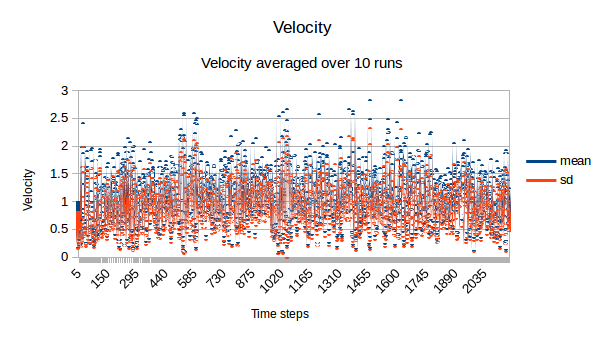 Velocity
Velocity averaged over 10 runs
3
2.5
2
1.5
1
0.5
0
Velocity
mean
sd
5 150 295 440 585 730 875 1020 1165 1310 1455 1600 1745 1890 2035
Time steps